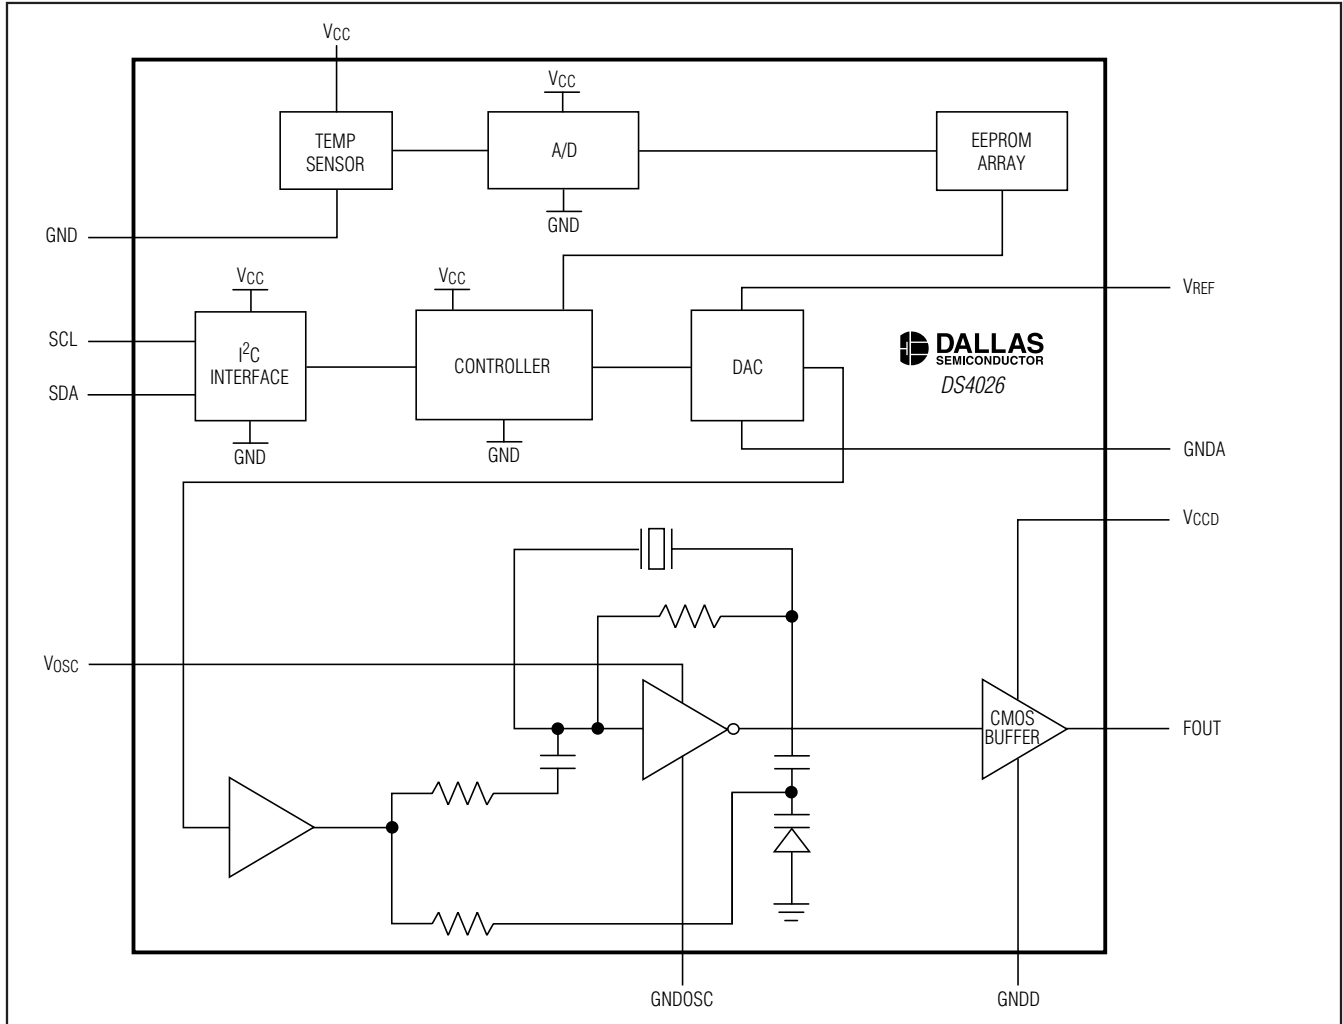 VCC
VCC
TEMP
SENSOR
A/D
EEPROM
ARRAY
GND
GND
VCC
VCC
VREF
SCL
I²C
INTERFACE
CONTROLLER
DAC
DALLAS
SEMICONDUCTOR
DS4026
SDA
GND
GND
GNDA
VCCD
VOSC
CMOS
BUFFER
FOUT
GNDOSC
GNDD